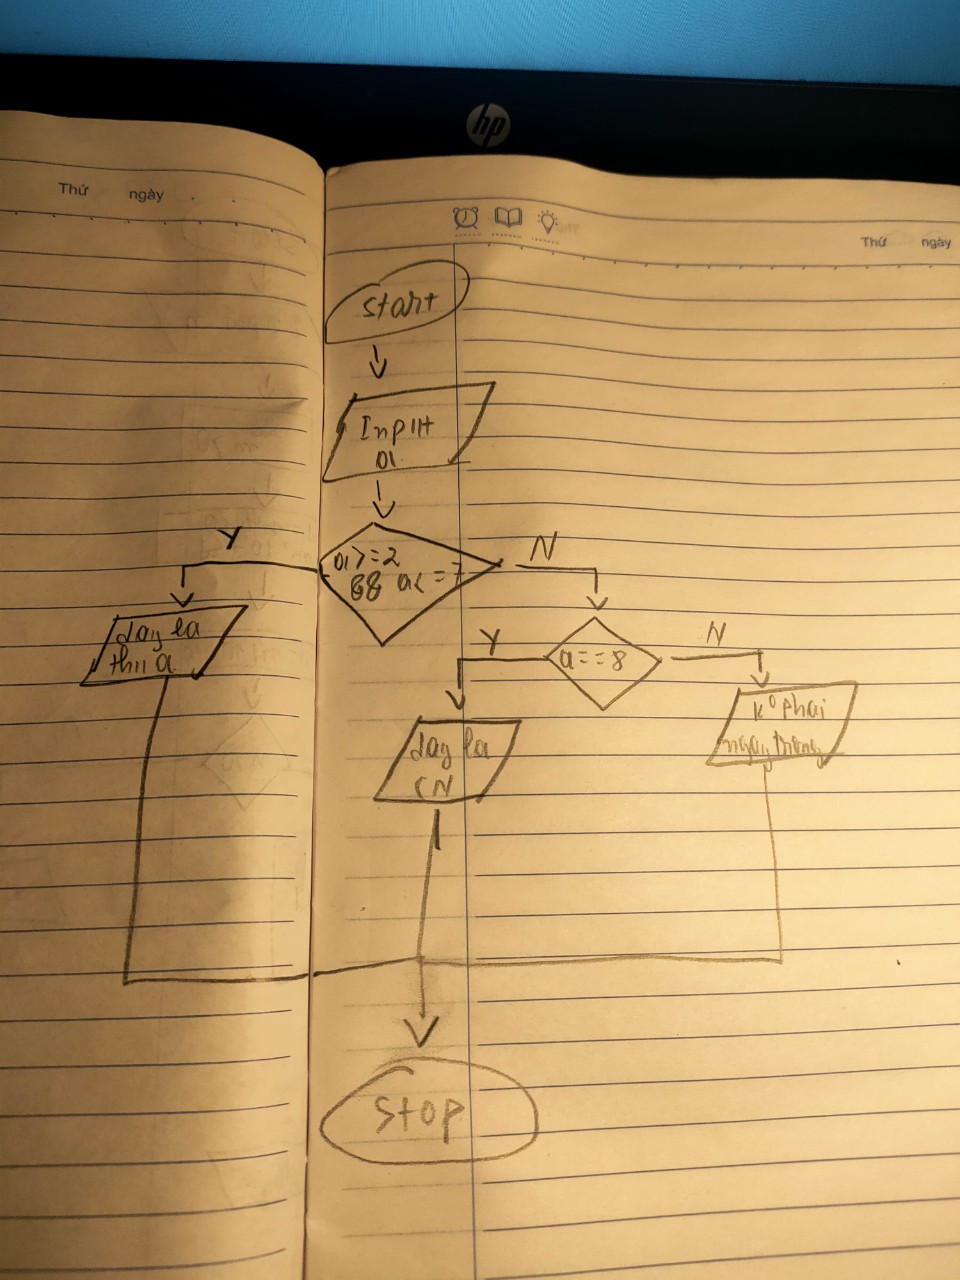 hp
Thứ ngày
Thứ ngày
Start
Input
a
Y
a>=2
&& a<=7
N
day la
thu a
Y
a==8
N
day la
CN
k° phai
ngay trong
Stop